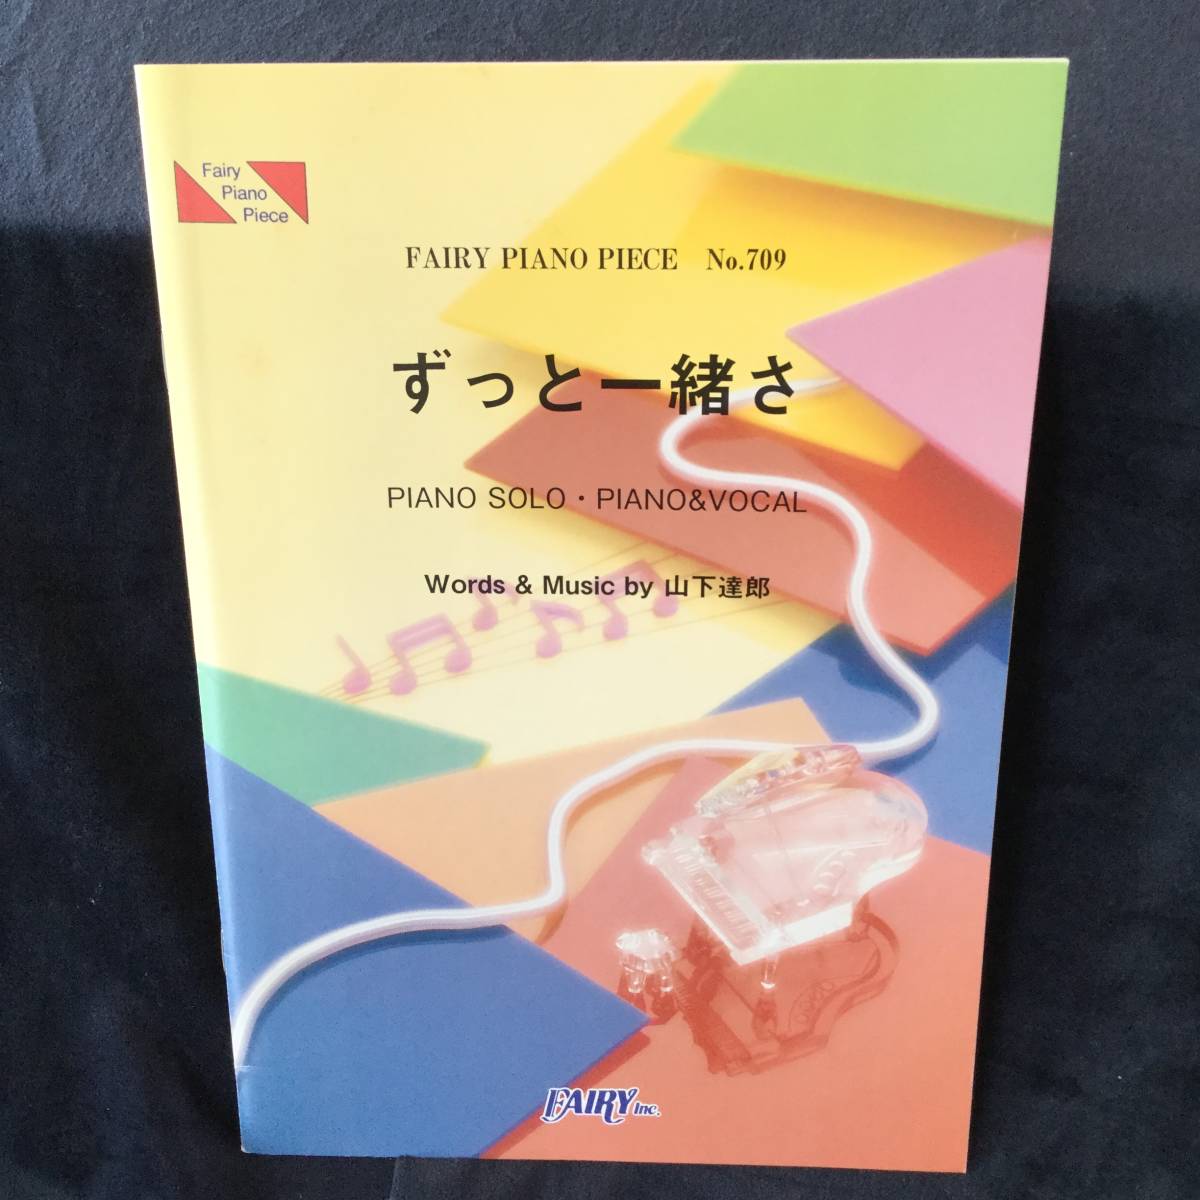 Fairy
Piano
Piece
FAIRY PIANO PIECE No.709
ずっと一緒さ
PIANO SOLO・PIANO&VOCAL
Words & Music by 山下達郎
FAIRY Inc.